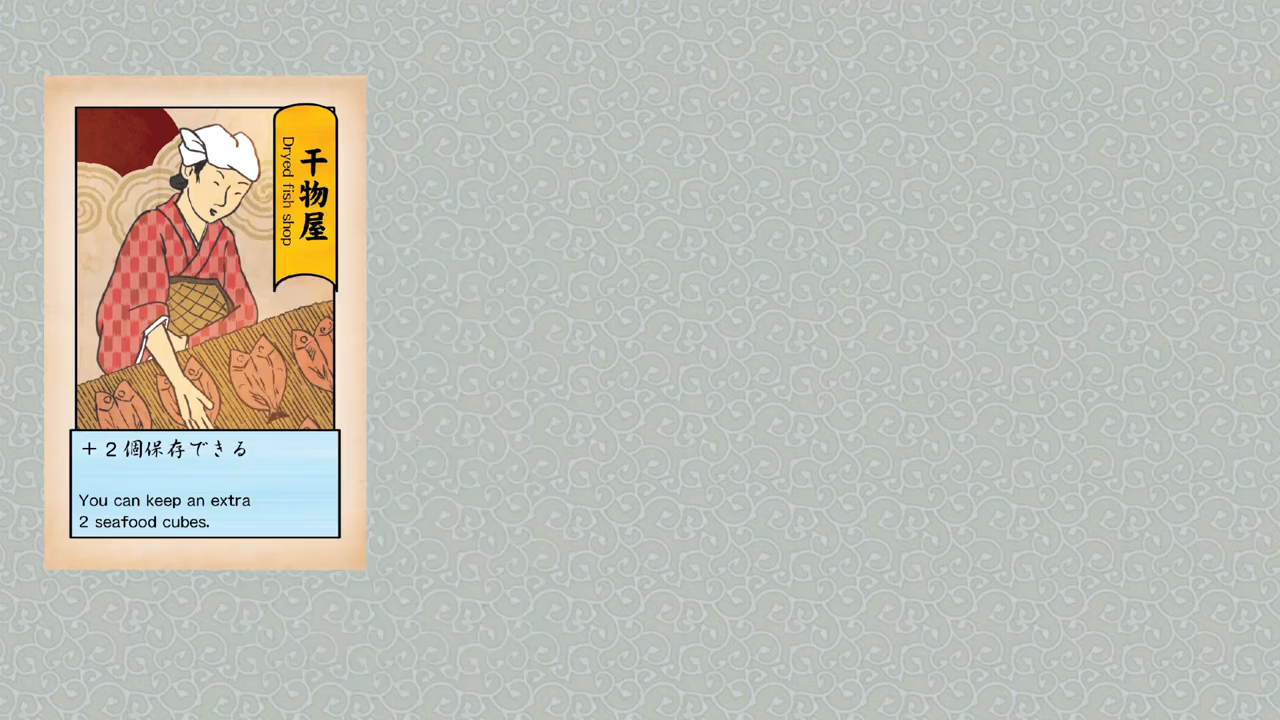 干物屋
Dryed fish shop
＋２個保存できる
You can keep an extra
2 seafood cubes.